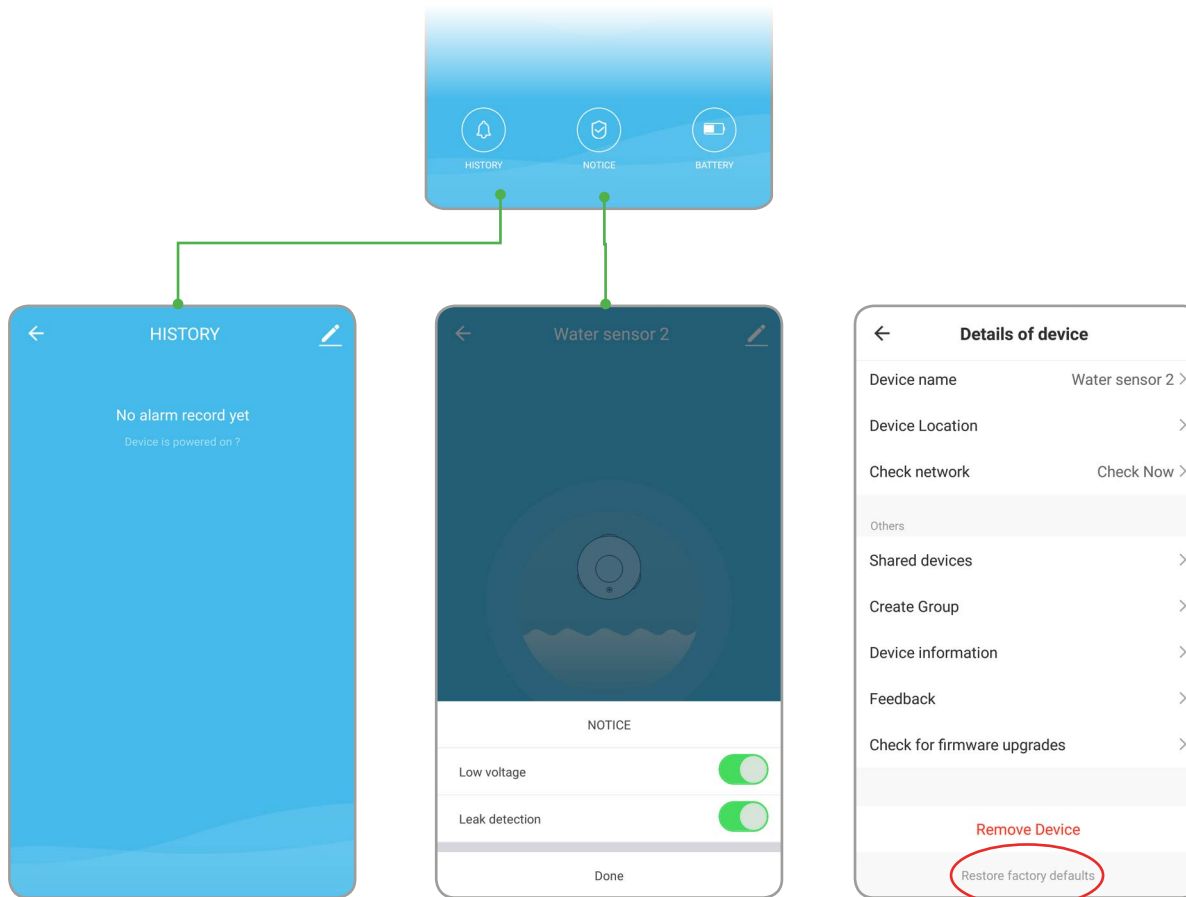 HISTORY NOTICE BATTERY
HISTORY
No alarm record yet
Device is powered on ?
Water sensor 2
NOTICE
Low voltage
Leak detection
Done
Details of device
Device name Water sensor 2
Device Location
Check network Check Now
Others
Shared devices
Create Group
Device information
Feedback
Check for firmware upgrades
Remove Device
Restore factory defaults